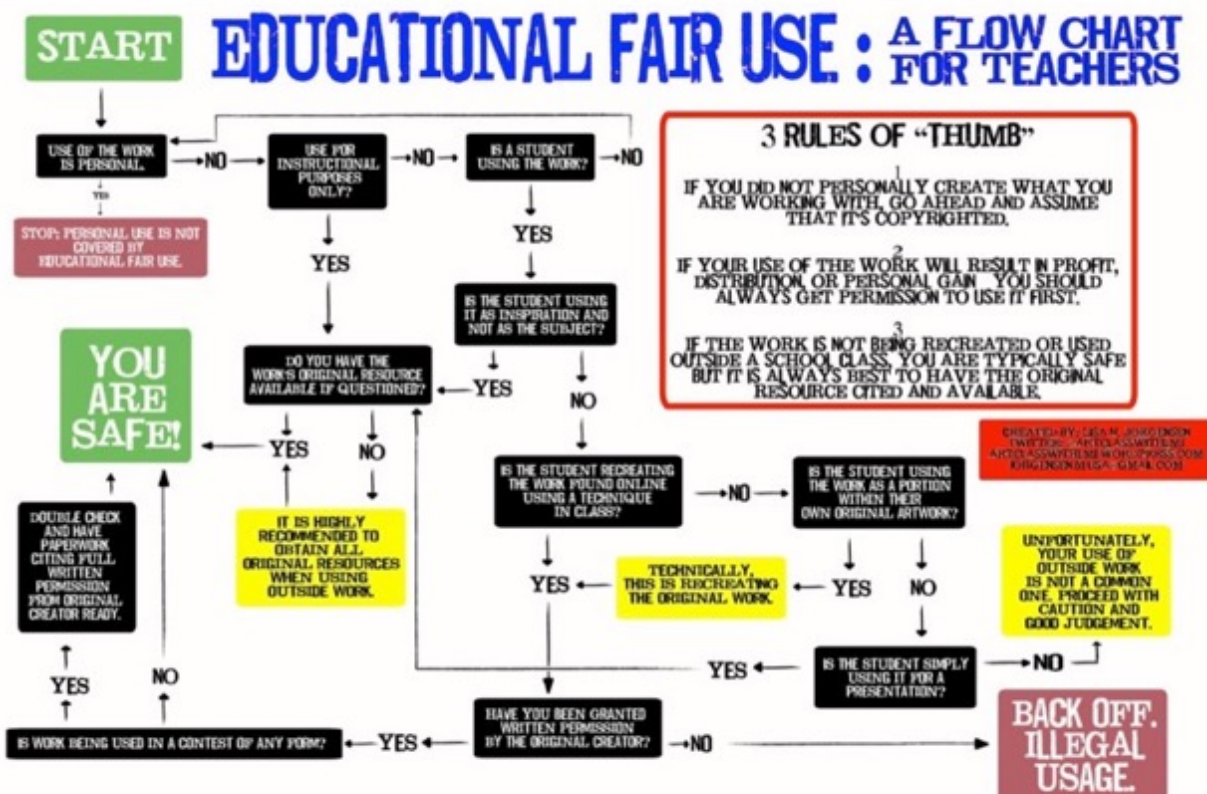 START
EDUCATIONAL FAIR USE :
A FLOW CHART
FOR TEACHERS
USE OF THE WORK
IS PERSONAL.
NO
USE FOR
INSTRUCTIONAL
PURPOSES
ONLY?
NO
IS A STUDENT
USING THE WORK?
NO
YES
STOP: PERSONAL USE IS NOT
COVERED BY
EDUCATIONAL FAIR USE.
YES
YES
3 RULES OF “THUMB”
1
IF YOU DID NOT PERSONALLY CREATE WHAT YOU
ARE WORKING WITH, GO AHEAD AND ASSUME
THAT IT'S COPYRIGHTED.
2
IF YOUR USE OF THE WORK WILL RESULT IN PROFIT,
DISTRIBUTION, OR PERSONAL GAIN YOU SHOULD
ALWAYS GET PERMISSION TO USE IT FIRST.
3
IF THE WORK IS NOT BEING RECREATED OR USED
OUTSIDE A SCHOOL CLASS, YOU ARE TYPICALLY SAFE
BUT IT IS ALWAYS BEST TO HAVE THE ORIGINAL
RESOURCE CITED AND AVAILABLE.
IS THE STUDENT USING
IT AS INSPIRATION AND
NOT AS THE SUBJECT?
YES
NO
DO YOU HAVE THE
WORK'S ORIGINAL RESOURCE
AVAILABLE IF QUESTIONED?
YES
NO
YOU
ARE
SAFE!
CREATED BY: LISA M. JORGENSEN
IS THE STUDENT RECREATING
THE WORK FOUND ONLINE
USING A TECHNIQUE
IN CLASS?
NO
IS THE STUDENT USING
THE WORK AS A PORTION
WITHIN THEIR
OWN ORIGINAL ARTWORK?
DOUBLE CHECK
AND HAVE
PAPERWORK
CITING FULL
WRITTEN
PERMISSION
FROM ORIGINAL
CREATOR READY.
IT IS HIGHLY
RECOMMENDED TO
OBTAIN ALL
ORIGINAL RESOURCES
WHEN USING
OUTSIDE WORK.
YES
TECHNICALLY,
THIS IS RECREATING
THE ORIGINAL WORK.
YES
NO
UNFORTUNATELY,
YOUR USE OF
OUTSIDE WORK
IS NOT A COMMON
ONE, PROCEED WITH
CAUTION AND
GOOD JUDGEMENT.
YES
NO
YES
IS THE STUDENT SIMPLY
USING IT FOR A
PRESENTATION?
NO
IS WORK BEING USED IN A CONTEST OF ANY FORM?
YES
HAVE YOU BEEN GRANTED
WRITTEN PERMISSION
BY THE ORIGINAL CREATOR?
NO
BACK OFF.
ILLEGAL
USAGE.